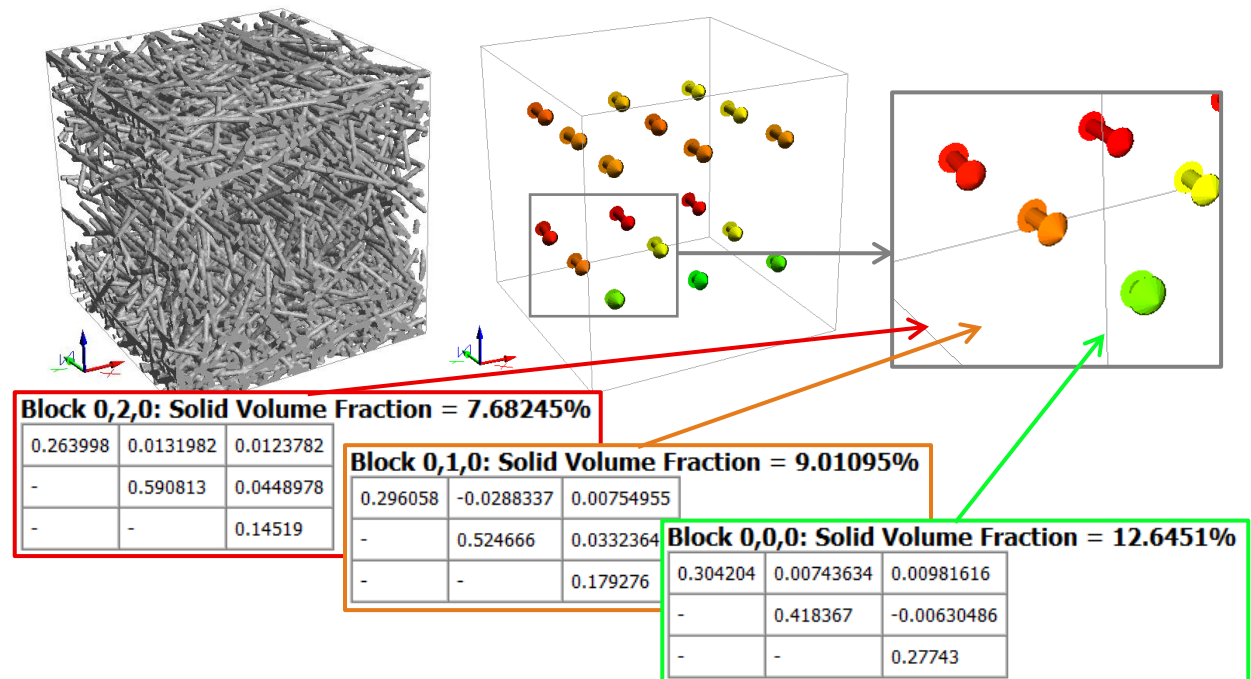 Block 0,2,0: Solid Volume Fraction = 7.68245%
0.263998 0.0131982 0.0123782
- 0.590813 0.0448978
- - 0.14519
Block 0,1,0: Solid Volume Fraction = 9.01095%
0.296058 -0.0288337 0.00754955
- 0.524666 0.0332364
- - 0.179276
Block 0,0,0: Solid Volume Fraction = 12.6451%
0.304204 0.00743634 0.00981616
- 0.418367 -0.00630486
- - 0.27743